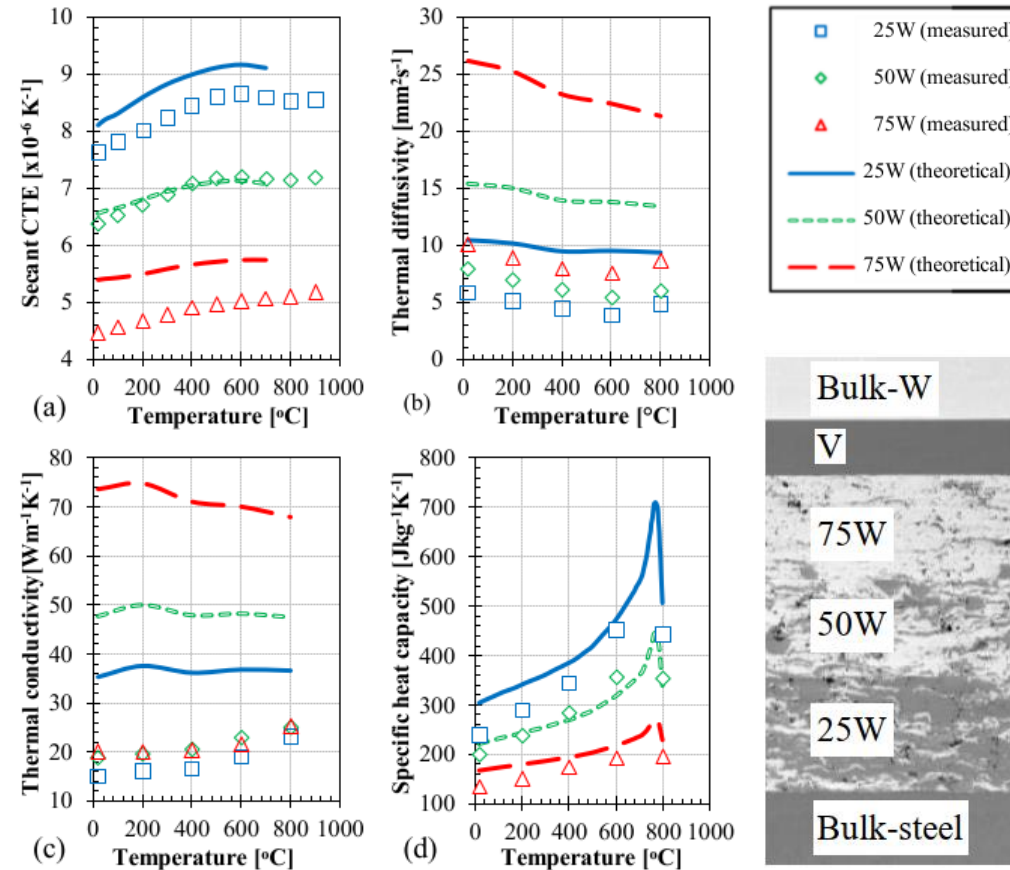 10
9
8
7
6
5
4
0 200 400 600 800 1000
Secant CTE [x10⁻⁶ K⁻¹]
(a)
Temperature [°C]
30
25
20
15
10
5
0
0 200 400 600 800 1000
Thermal diffusivity [mm²s⁻¹]
(b)
Temperature [°C]
25W (measured)
50W (measured)
75W (measured)
25W (theoretical)
50W (theoretical)
75W (theoretical)
80
70
60
50
40
30
20
10
0 200 400 600 800 1000
Thermal conductivity[Wm⁻¹K⁻¹]
(c)
Temperature [°C]
800
700
600
500
400
300
200
100
0 200 400 600 800 1000
Specific heat capacity [Jkg⁻¹K⁻¹]
(d)
Temperature [°C]
Bulk-W
V
75W
50W
25W
Bulk-steel